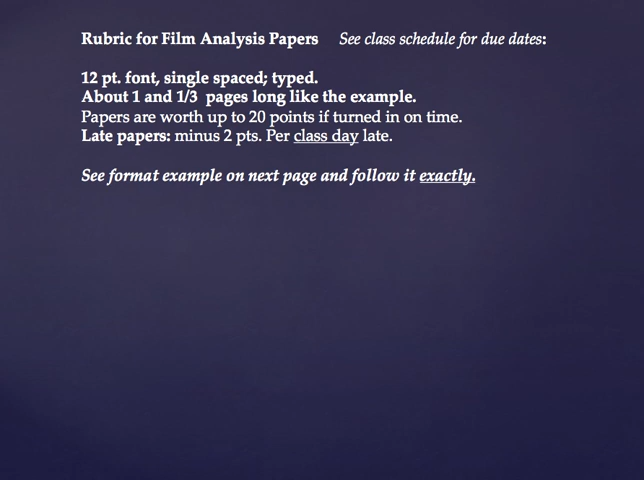 Rubric for Film Analysis Papers See class schedule for due dates:
12 pt. font, single spaced; typed.
About 1 and 1/3 pages long like the example.
Papers are worth up to 20 points if turned in on time.
Late papers: minus 2 pts. Per class day late.
See format example on next page and follow it exactly.